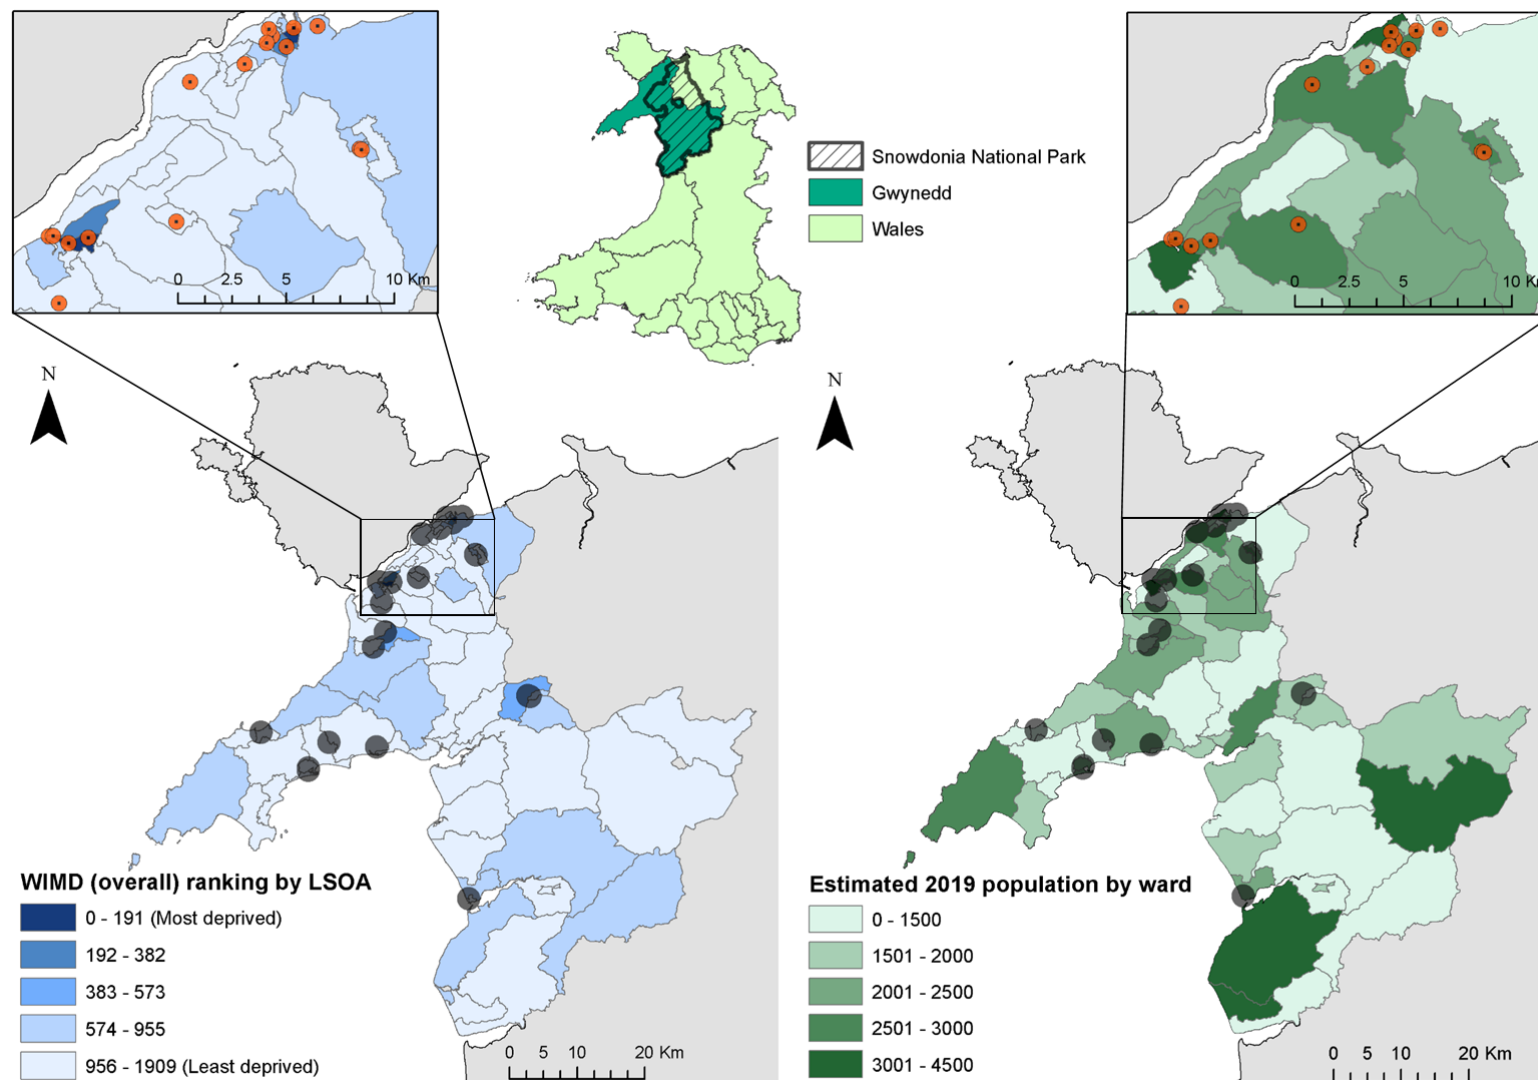 0 2.5 5 10 Km
Snowdonia National Park
Gwynedd
Wales
0 2.5 5 10 K
N
N
WIMD (overall) ranking by LSOA
0 - 191 (Most deprived)
192 - 382
383 - 573
574 - 955
956 - 1909 (Least deprived)
0 5 10 20 Km
Estimated 2019 population by ward
0 - 1500
1501 - 2000
2001 - 2500
2501 - 3000
3001 - 4500
0 5 10 20 Km